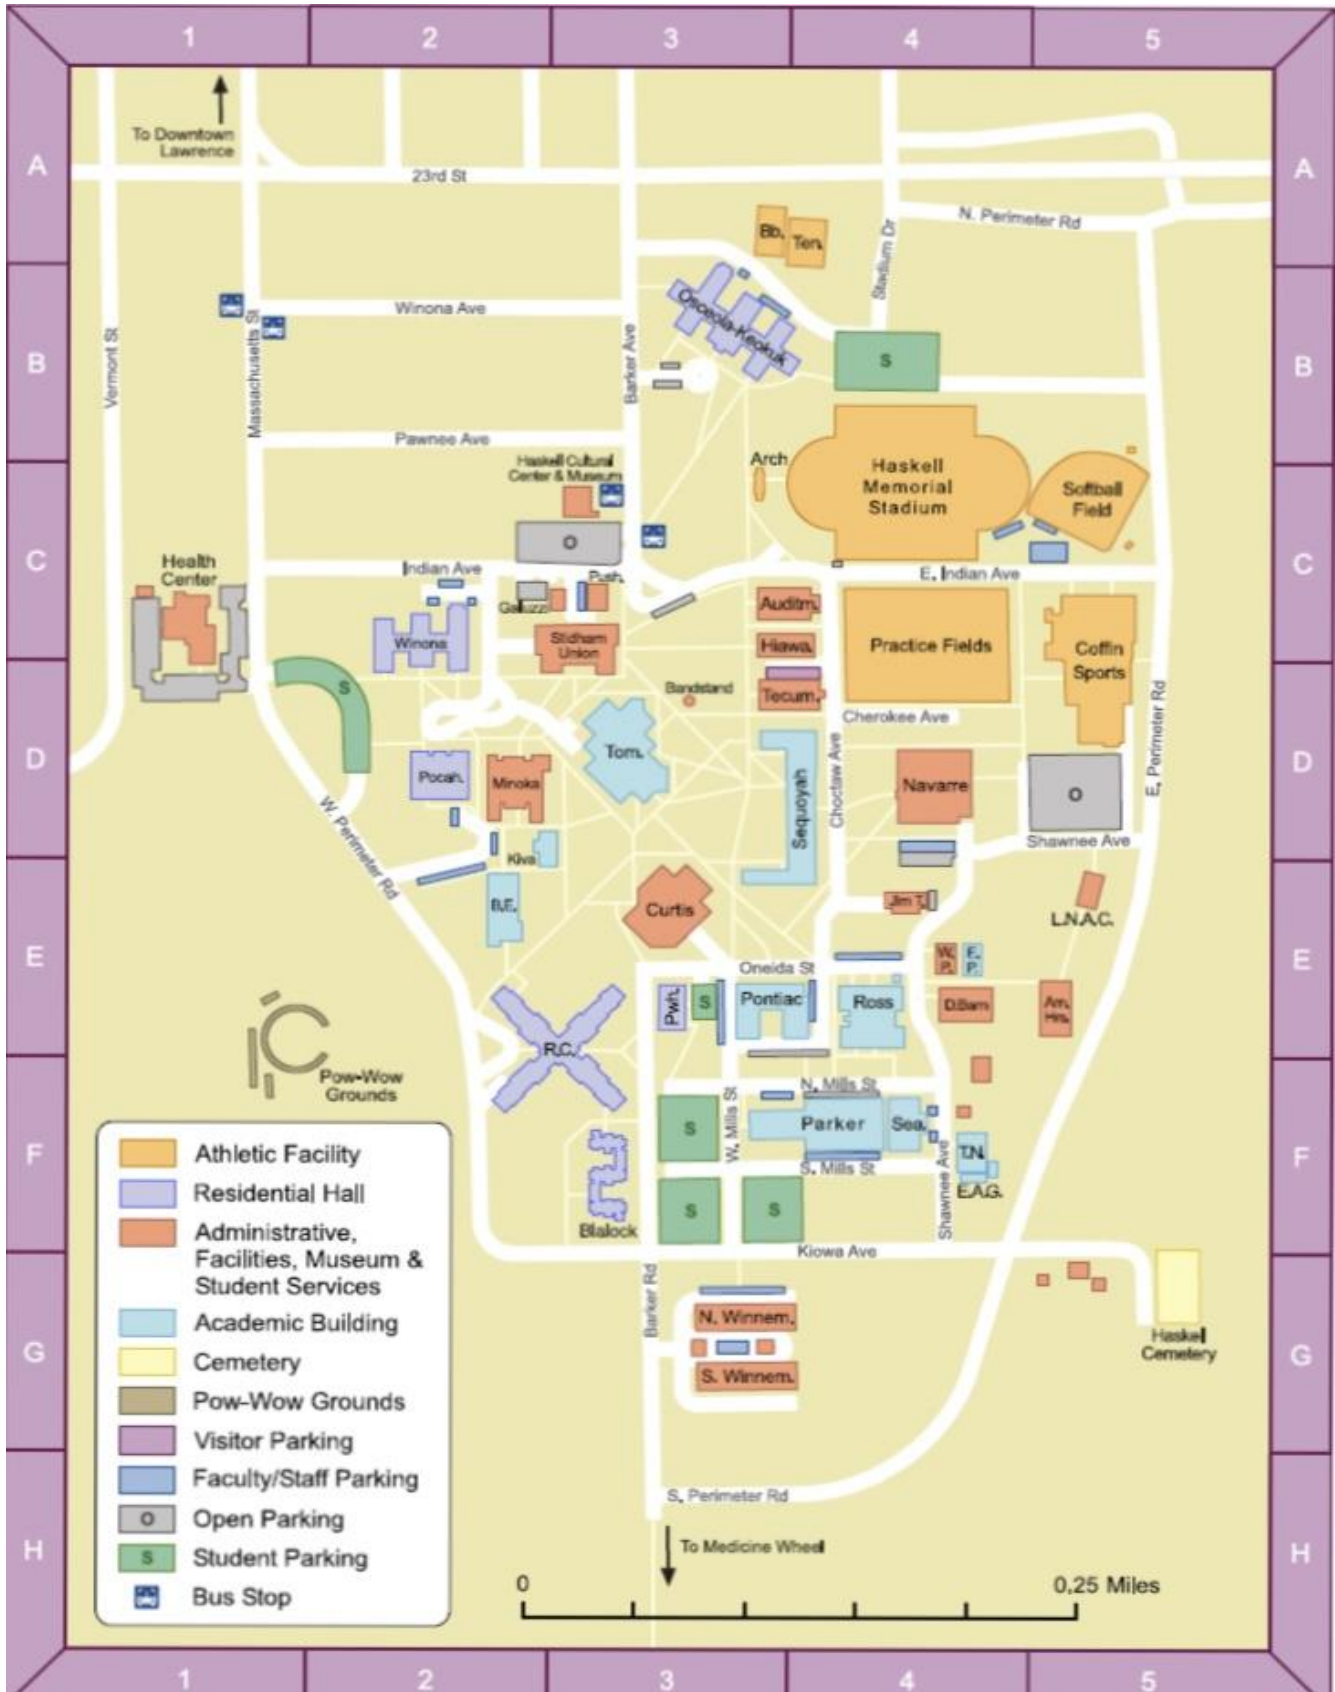 1 2 3 4 5
To Downtown
Lawrence
A
A
23rd St
N. Perimeter Rd
Bb.
Ten.
Stadium Dr
Osceola-Keokuk
Winona Ave
Vermont St
Massachusetts St
Barker Ave
B
S
B
Pawnee Ave
Haskell Cultural
Center & Museum
Arch
Haskell
Memorial
Stadium
Softball
Field
O
C
C
Health
Center
Indian Ave
E. Indian Ave
Push.
Galluzzi
Auditm.
Winona
Stidham
Union
Hiawa.
Practice Fields
Coffin
Sports
S
Bandstand
Tecum.
Cherokee Ave
E. Perimeter Rd
D
Tom.
D
Pocah.
Minoka
Sequoyah
Choctaw Ave
Navarre
O
W. Perimeter Rd
Shawnee Ave
Kiva
B.E.
Curtis
Jim T.
L.N.A.C.
E
E
Oneida St
W.
P.
F.
P.
Pwh.
S
Pontiac
Ross
D.Barn
Am.
Hm.
R.C.
Pow-Wow
Grounds
N. Mills St
W. Mills St
S
Parker
Sea.
F
F
T.N.
S. Mills St
E.A.G.
Shawnee Ave
S
S
Blalock
Kiowa Ave
Barker Rd
N. Winnem.
Haskell
Cemetery
G
G
S. Winnem.
S. Perimeter Rd
To Medicine Wheel
H
H
0
0.25 Miles
Athletic Facility
Residential Hall
Administrative,
Facilities, Museum &
Student Services
Academic Building
Cemetery
Pow-Wow Grounds
Visitor Parking
Faculty/Staff Parking
O Open Parking
S Student Parking
Bus Stop
1 2 3 4 5